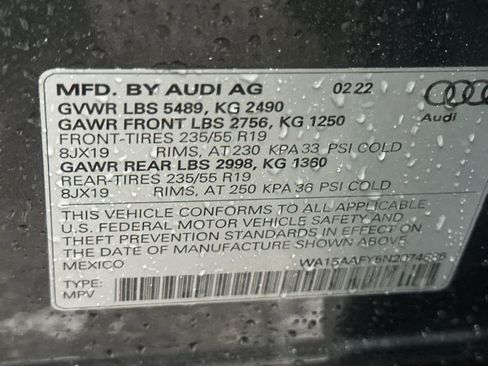 MFD. BY AUDI AG 02/22
GVWR LBS 5489, KG 2490
GAWR FRONT LBS 2756, KG 1250
FRONT-TIRES 235/55 R19
8JX19 RIMS, AT 230 KPA 33 PSI COLD
GAWR REAR LBS 2998, KG 1360
REAR-TIRES 235/55 R19
8JX19 RIMS, AT 250 KPA 36 PSI COLD
THIS VEHICLE CONFORMS TO ALL APPLICABLE
U.S. FEDERAL MOTOR VEHICLE SAFETY AND
THEFT PREVENTION STANDARDS IN EFFECT
ON THE DATE OF MANUFACTURE SHOWN ABOVE.
MEXICO
TYPE:
MPV
Audi